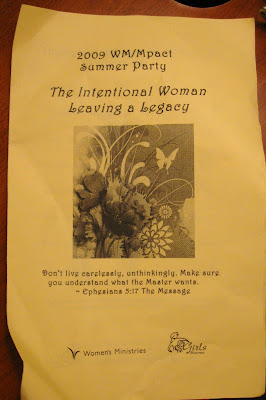 2009 WM/Mpact
Summer Party
The Intentional Woman
Leaving a Legacy
Don't live carelessly, unthinkingly. Make sure
you understand what the Master wants.
~ Ephesians 5:17 The Message
Women's Ministries
Girls